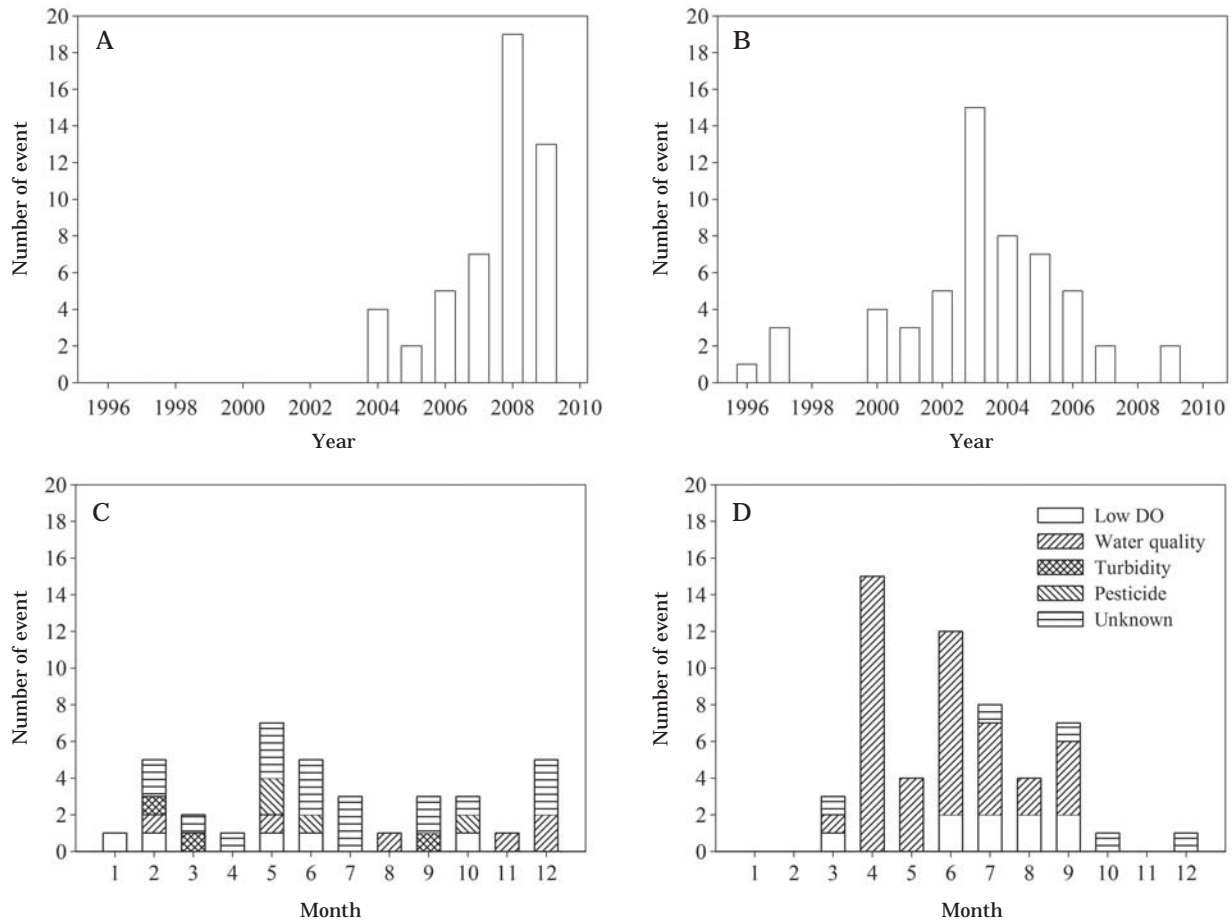 A
Number of event
20
18
16
14
12
10
8
6
4
2
0
1996 1998 2000 2002 2004 2006 2008 2010
Year
B
Number of event
20
18
16
14
12
10
8
6
4
2
0
1996 1998 2000 2002 2004 2006 2008 2010
Year
C
Number of event
20
18
16
14
12
10
8
6
4
2
0
1 2 3 4 5 6 7 8 9 10 11 12
Month
D
Number of event
20
18
16
14
12
10
8
6
4
2
0
Low DO
Water quality
Turbidity
Pesticide
Unknown
1 2 3 4 5 6 7 8 9 10 11 12
Month